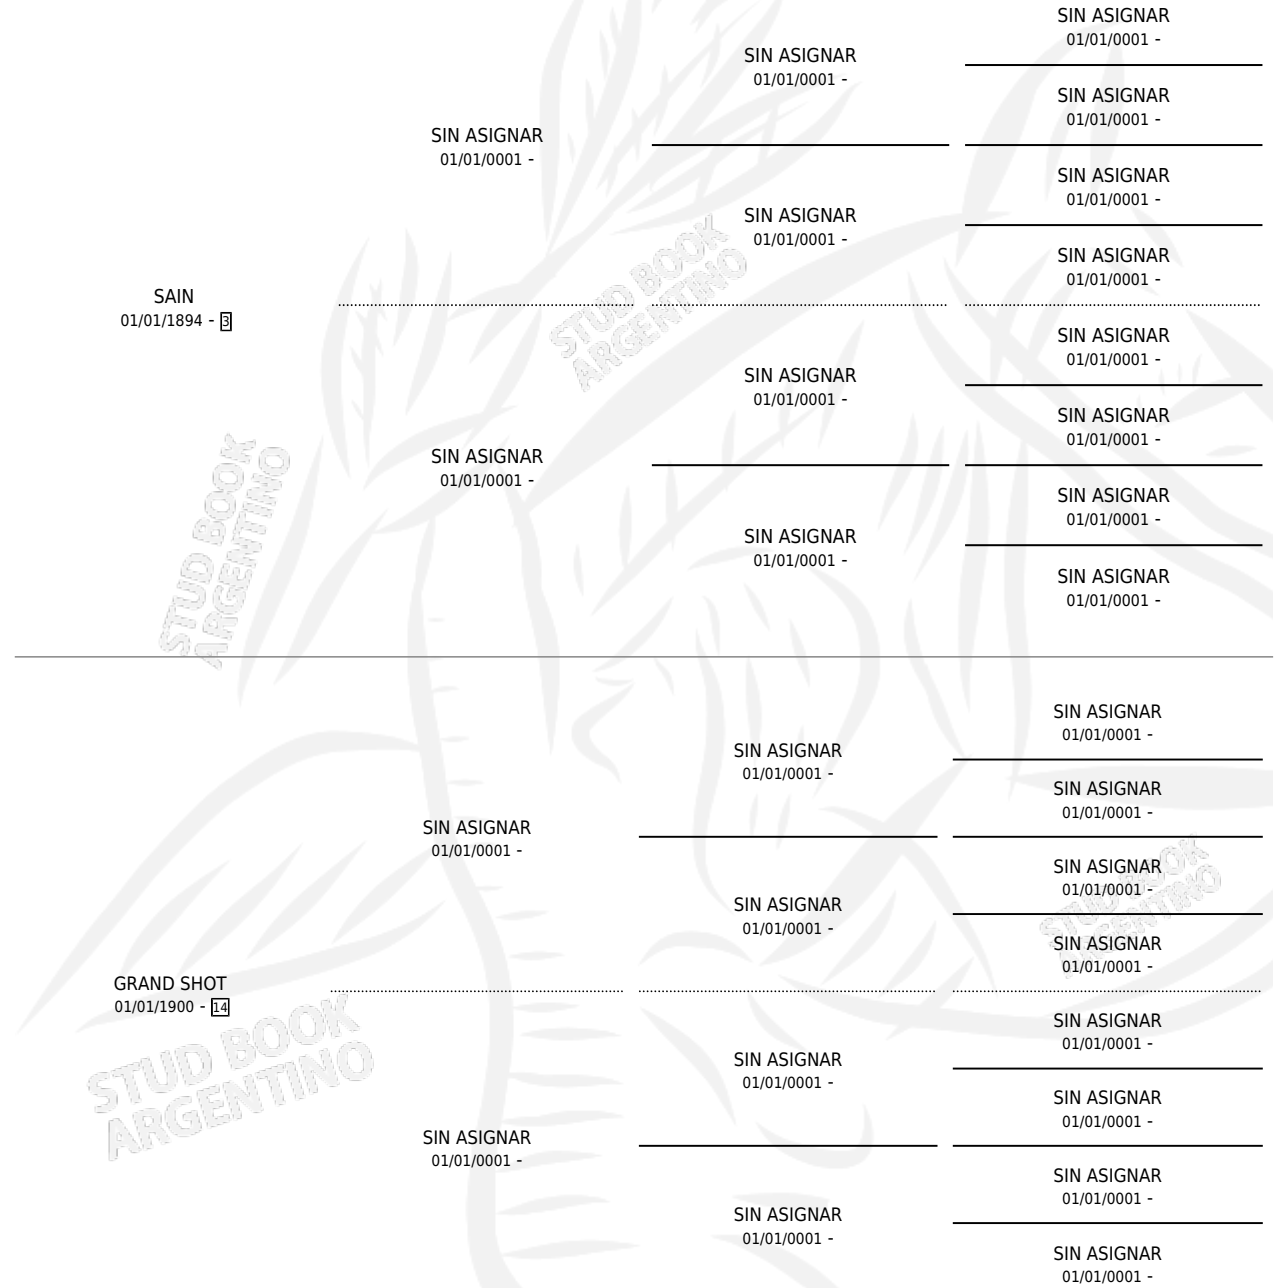 SIN ASIGNAR
01/01/0001 -
SIN ASIGNAR
01/01/0001 -
SIN ASIGNAR
01/01/0001 -
SIN ASIGNAR
01/01/0001 -
SIN ASIGNAR
01/01/0001 -
SIN ASIGNAR
01/01/0001 -
SIN ASIGNAR
01/01/0001 -
STUD BOOK
ARGENTINO
SAIN
01/01/1894 - 3
SIN ASIGNAR
01/01/0001 -
SIN ASIGNAR
01/01/0001 -
SIN ASIGNAR
01/01/0001 -
SIN ASIGNAR
01/01/0001 -
SIN ASIGNAR
01/01/0001 -
SIN ASIGNAR
01/01/0001 -
SIN ASIGNAR
01/01/0001 -
STUD BOOK
ARGENTINO
SIN ASIGNAR
01/01/0001 -
SIN ASIGNAR
01/01/0001 -
SIN ASIGNAR
01/01/0001 -
SIN ASIGNAR
01/01/0001 -
SIN ASIGNAR
01/01/0001 -
SIN ASIGNAR
01/01/0001 -
SIN ASIGNAR
01/01/0001 -
STUD BOOK
ARGENTINO
SIN ASIGNAR
01/01/0001 -
GRAND SHOT
01/01/1900 - 14
STUD BOOK
ARGENTINO
SIN ASIGNAR
01/01/0001 -
SIN ASIGNAR
01/01/0001 -
SIN ASIGNAR
01/01/0001 -
SIN ASIGNAR
01/01/0001 -
SIN ASIGNAR
01/01/0001 -
SIN ASIGNAR
01/01/0001 -
SIN ASIGNAR
01/01/0001 -